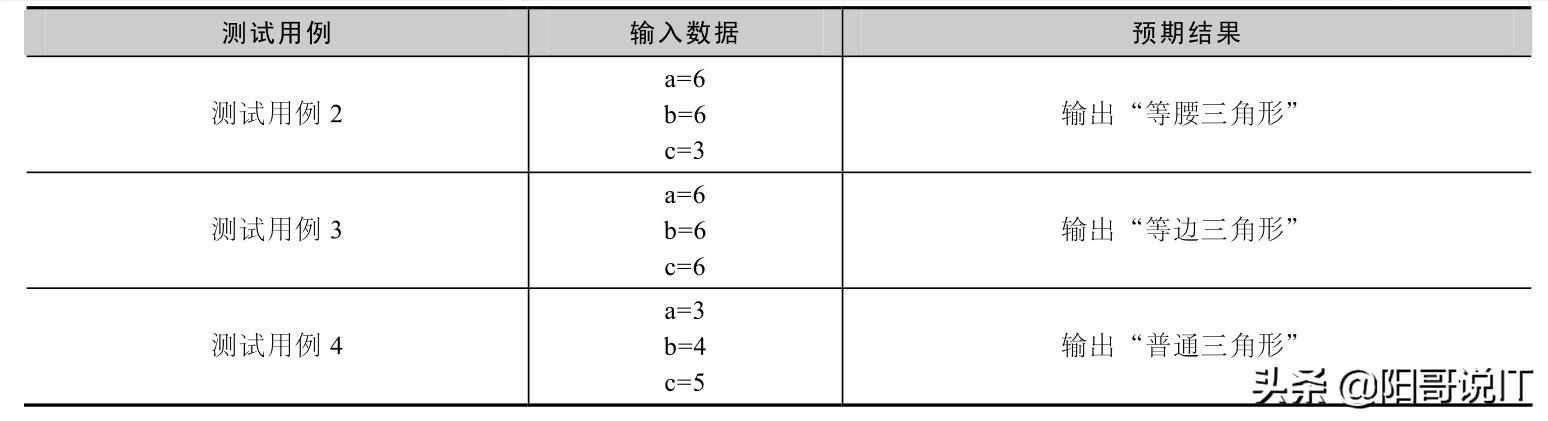 测试用例 输入数据 预期结果
测试用例 2 a=6 b=6 c=3 输出“等腰三角形”
测试用例 3 a=6 b=6 c=6 输出“等边三角形”
测试用例 4 a=3 b=4 c=5 输出“普通三角形”
头条 @阳哥说IT